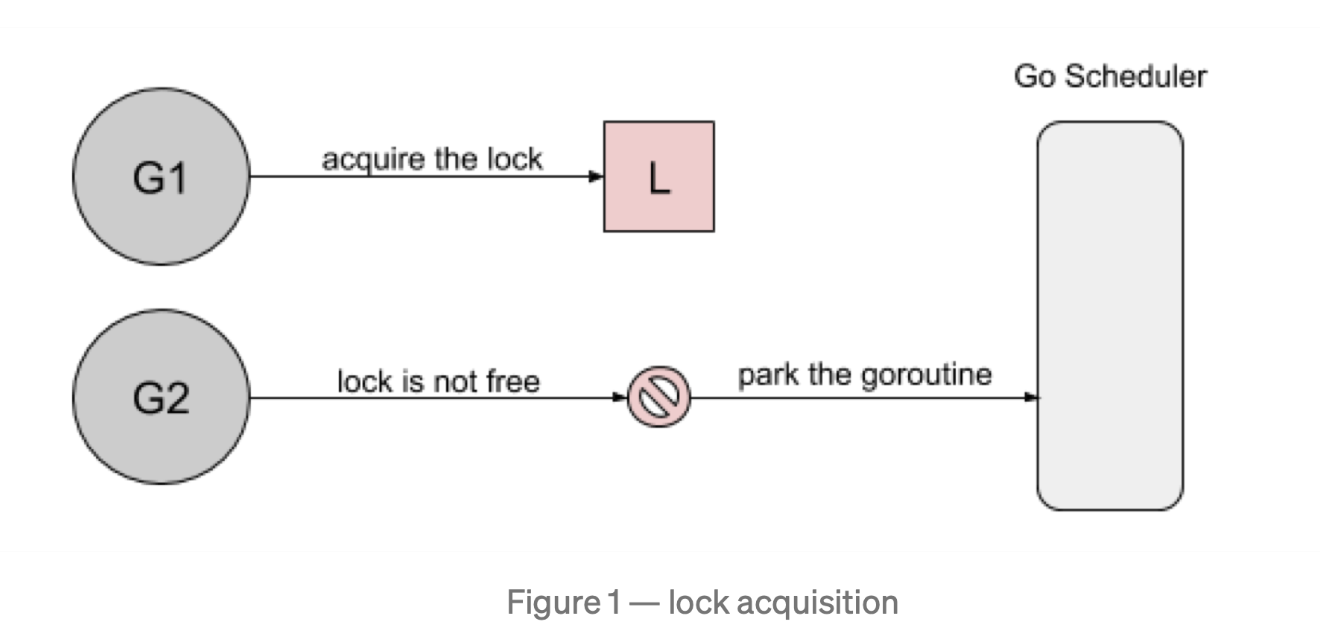 Go Scheduler
G1
acquire the lock
L
G2
lock is not free
park the goroutine
Figure 1 — lock acquisition